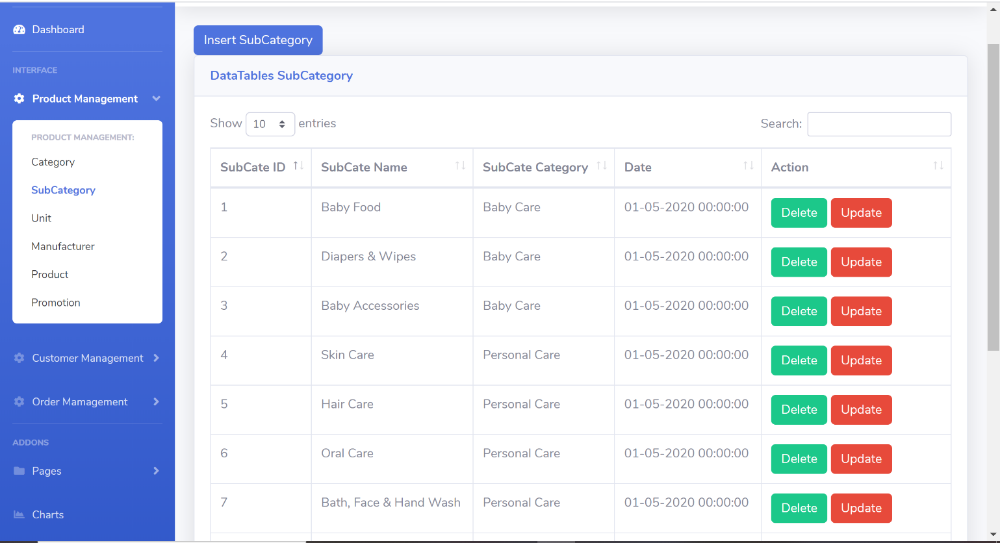 Dashboard
INTERFACE
Product Management
PRODUCT MANAGEMENT:
Category
SubCategory
Unit
Manufacturer
Product
Promotion
Customer Management
Order Mamagement
ADDONS
Pages
Charts
Insert SubCategory
DataTables SubCategory
Show 10 entries
Search:
SubCate ID SubCate Name SubCate Category Date Action
1 Baby Food Baby Care 01-05-2020 00:00:00 Delete Update
2 Diapers & Wipes Baby Care 01-05-2020 00:00:00 Delete Update
3 Baby Accessories Baby Care 01-05-2020 00:00:00 Delete Update
4 Skin Care Personal Care 01-05-2020 00:00:00 Delete Update
5 Hair Care Personal Care 01-05-2020 00:00:00 Delete Update
6 Oral Care Personal Care 01-05-2020 00:00:00 Delete Update
7 Bath, Face & Hand Wash Personal Care 01-05-2020 00:00:00 Delete Update